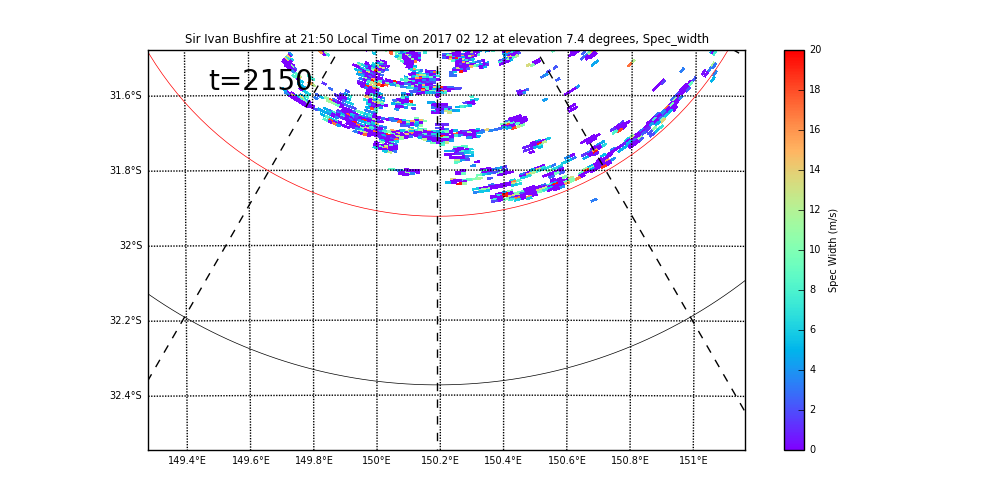 Sir Ivan Bushfire at 21:50 Local Time on 2017 02 12 at elevation 7.4 degrees, Spec_width
t=2150
31.6°S
31.8°S
32°S
32.2°S
32.4°S
149.4°E 149.6°E 149.8°E 150°E 150.2°E 150.4°E 150.6°E 150.8°E 151°E
20
18
16
14
12
10
8
6
4
2
0
Spec Width (m/s)